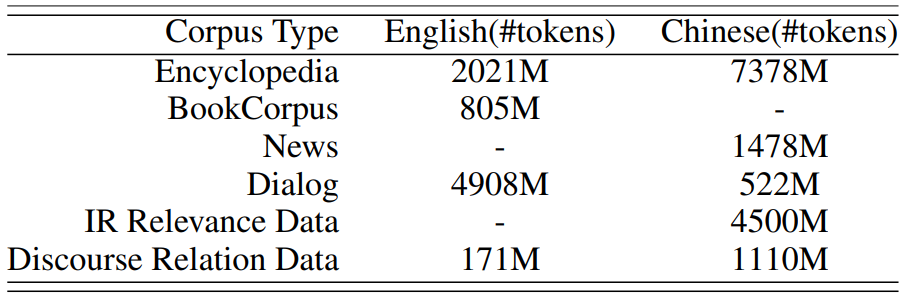 Corpus Type English(#tokens) Chinese(#tokens)
Encyclopedia 2021M 7378M
BookCorpus 805M -
News - 1478M
Dialog 4908M 522M
IR Relevance Data - 4500M
Discourse Relation Data 171M 1110M